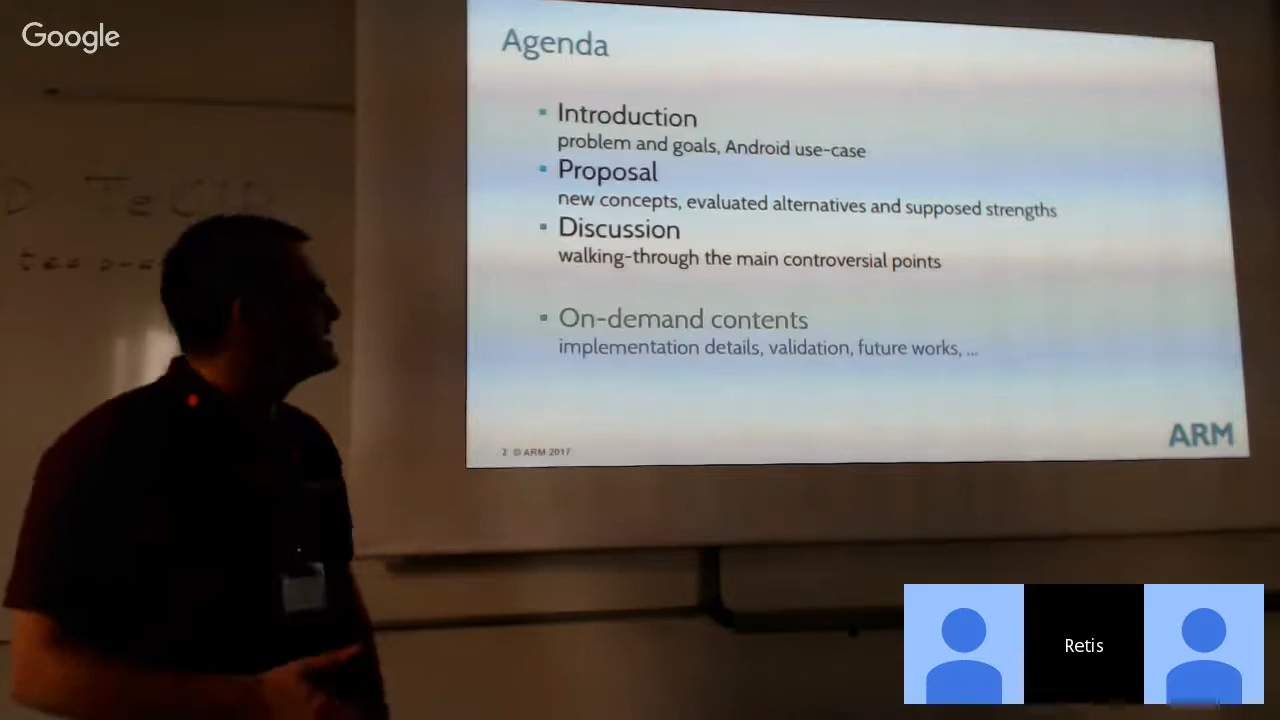 Google
Agenda
Introduction
problem and goals, Android use-case
Proposal
new concepts, evaluated alternatives and supposed strengths
Discussion
walking-through the main controversial points
On-demand contents
implementation details, validation, future works, ...
2 © ARM 2017
ARM
Retis